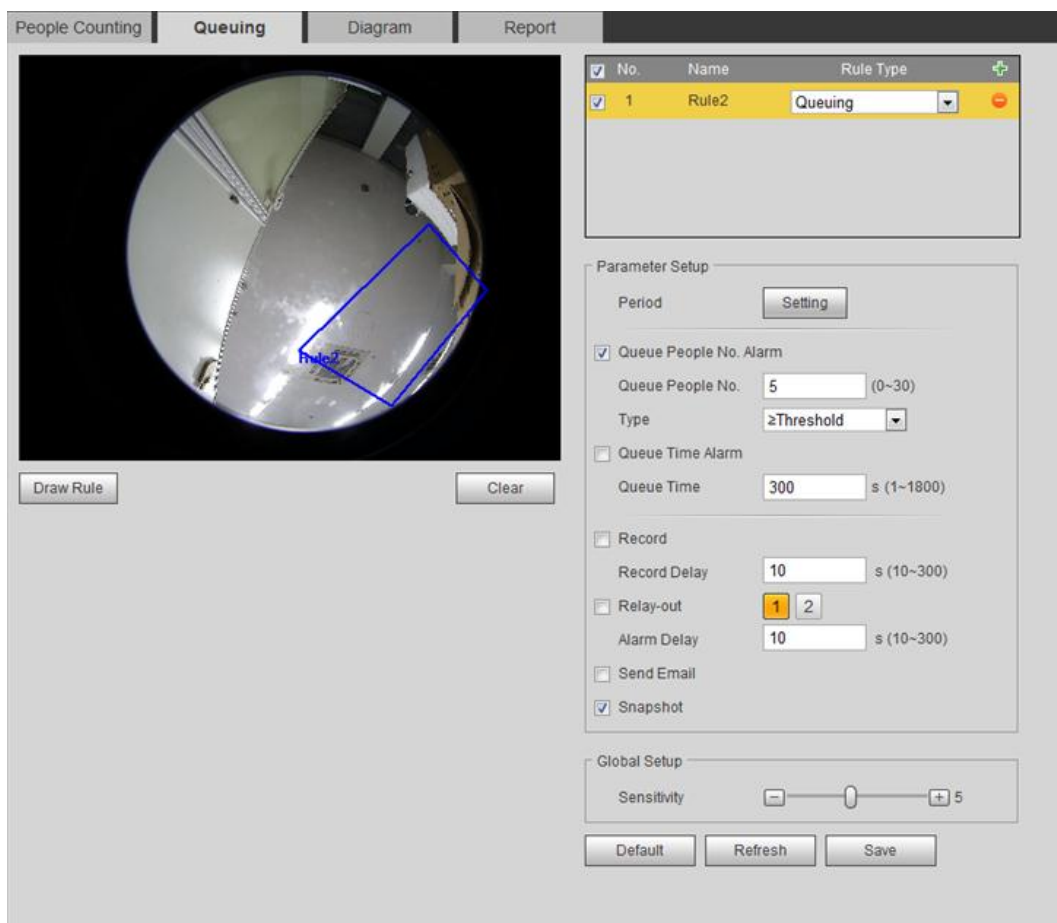 People Counting Queuing Diagram Report
No. Name Rule Type
1 Rule2 Queuing
Rule2
Draw Rule Clear
Parameter Setup
Period Setting
Queue People No. Alarm
Queue People No. 5 (0~30)
Type ≥Threshold
Queue Time Alarm
Queue Time 300 s (1~1800)
Record
Record Delay 10 s (10~300)
Relay-out 1 2
Alarm Delay 10 s (10~300)
Send Email
Snapshot
Global Setup
Sensitivity 5
Default Refresh Save